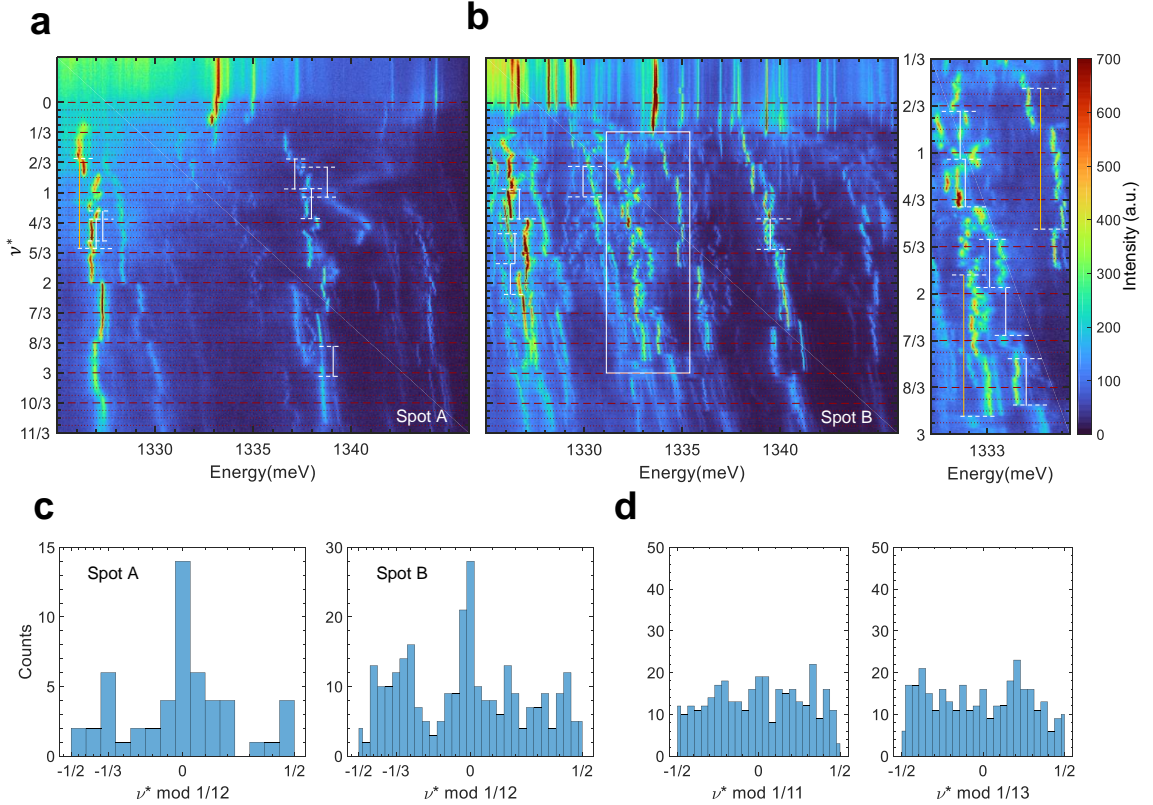 a
b
0
1/3
2/3
1
4/3
5/3
2
7/3
8/3
3
10/3
11/3
ν*
1330
1335
1340
Energy(meV)
Spot A
1330
1335
1340
Energy(meV)
Spot B
1/3
2/3
1
4/3
5/3
2
7/3
8/3
3
1333
Energy(meV)
700
600
500
400
300
200
100
0
Intensity (a.u.)
c
d
15
10
5
0
Counts
Spot A
-1/2 -1/3 0 1/2
ν* mod 1/12
30
20
10
0
Spot B
-1/2 -1/3 0 1/2
ν* mod 1/12
50
40
30
20
10
0
-1/2 0 1/2
ν* mod 1/11
50
40
30
20
10
0
-1/2 0 1/2
ν* mod 1/13